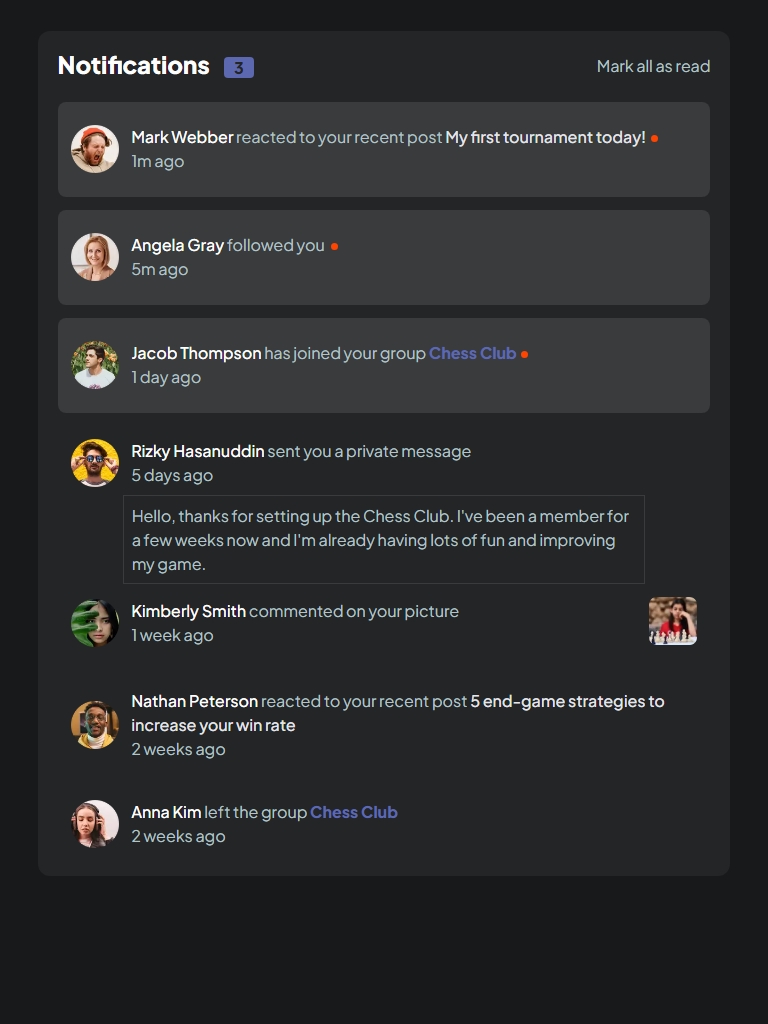 Notifications 3 Mark all as read
Mark Webber reacted to your recent post My first tournament today!
1m ago
Angela Gray followed you
5m ago
Jacob Thompson has joined your group Chess Club
1 day ago
Rizky Hasanuddin sent you a private message
5 days ago
Hello, thanks for setting up the Chess Club. I've been a member for
a few weeks now and I'm already having lots of fun and improving
my game.
Kimberly Smith commented on your picture
1 week ago
Nathan Peterson reacted to your recent post 5 end-game strategies to
increase your win rate
2 weeks ago
Anna Kim left the group Chess Club
2 weeks ago